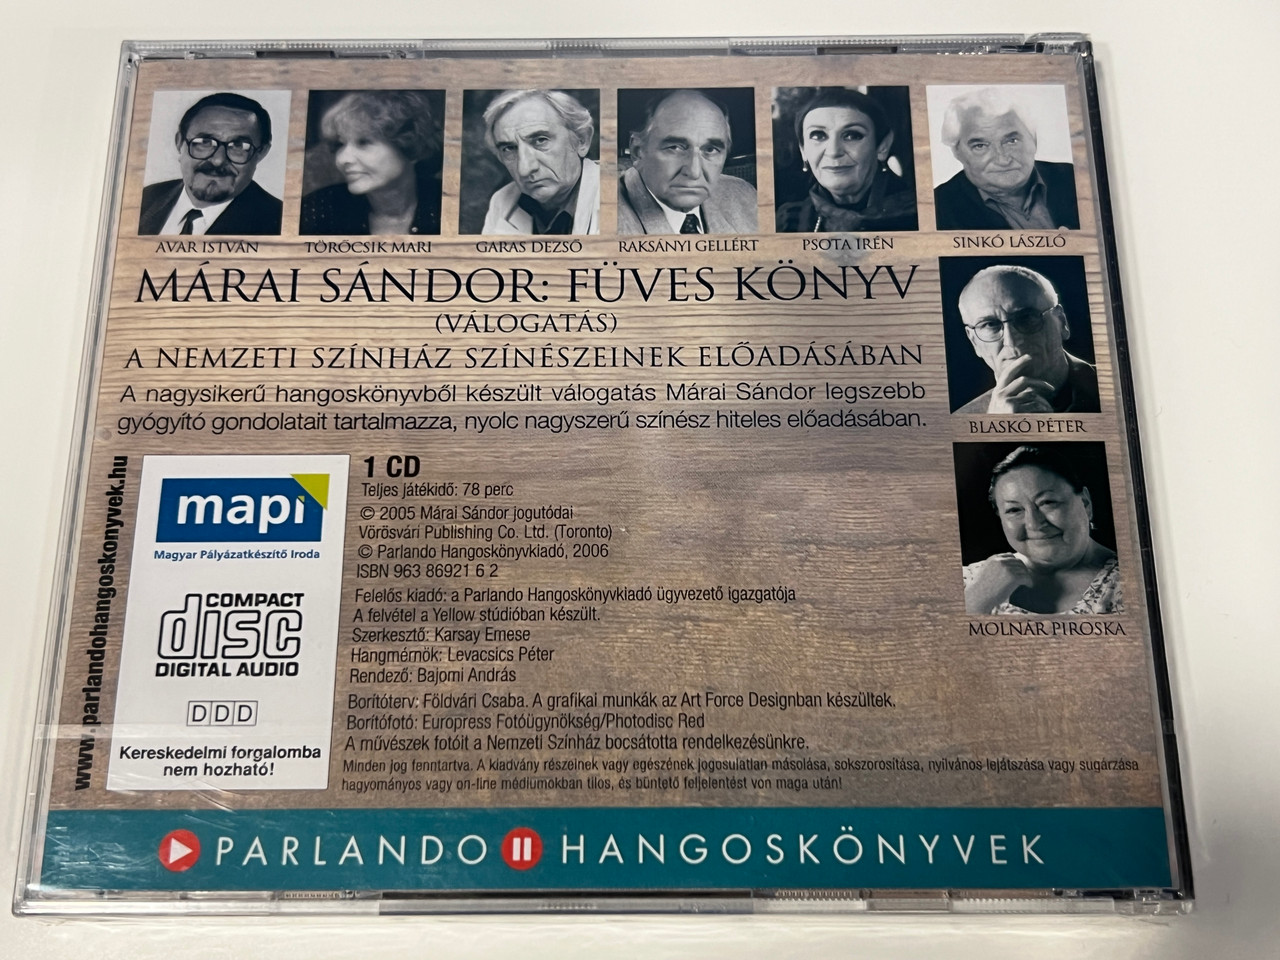 AVAR ISTVÁN
TÖRŐCSIK MARI
GARAS DEZSŐ
RAKSÁNYI GELLÉRT
PSOTA IRÉN
SINKÓ LÁSZLÓ
MÁRAI SÁNDOR: FÜVES KÖNYV
(VÁLOGATÁS)
A NEMZETI SZÍNHÁZ SZÍNÉSZEINEK ELŐADÁSÁBAN
A nagysikerű hangoskönyvből készült válogatás Márai Sándor legszebb
gyógyító gondolatait tartalmazza, nyolc nagyszerű színész hiteles előadásában.
BLASKÓ PÉTER
MOLNÁR PIROSKA
www.parlandohangoskonyvek.hu
mapi
Magyar Pályázatkészítő Iroda
COMPACT
disc
DIGITAL AUDIO
DDD
Kereskedelmi forgalomba
nem hozható!
1 CD
Teljes játékidő: 78 perc
© 2005 Márai Sándor jogutódai
Vörösvári Publishing Co. Ltd. (Toronto)
© Parlando Hangoskönyvkiadó, 2006
ISBN 963 86921 6 2
Felelős kiadó: a Parlando Hangoskönyvkiadó ügyvezető igazgatója
A felvétel a Yellow stúdióban készült.
Szerkesztő: Karsay Emese
Hangmérnök: Levacsics Péter
Rendező: Bajomi András
Borítóterv: Földvári Csaba. A grafikai munkák az Art Force Designban készültek.
Borítófotó: Europress Fotóügynökség/Photodisc Red
A művészek fotóit a Nemzeti Színház bocsátotta rendelkezésünkre.
Minden jog fenntartva. A kiadvány részeinek vagy egészének jogosulatlan másolása, sokszorosítása, nyilvános lejátszása vagy sugárzása
hagyományos vagy on-line médiumokban tilos, és büntető feljelentést von maga után!
PARLANDO HANGOSKÖNYVEK